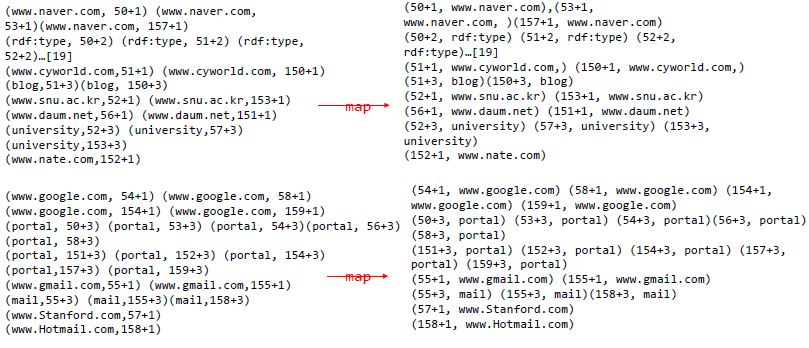 (www.naver.com, 50+1) (www.naver.com,
53+1)(www.naver.com, 157+1)
(rdf:type, 50+2) (rdf:type, 51+2) (rdf:type,
52+2)…[19]
(www.cyworld.com,51+1) (www.cyworld.com, 150+1)
(blog,51+3)(blog, 150+3)
(www.snu.ac.kr,52+1) (www.snu.ac.kr,153+1)
(www.daum.net,56+1) (www.daum.net,151+1)
(university,52+3) (university,57+3)
(university,153+3)
(www.nate.com,152+1)
map
(50+1, www.naver.com),(53+1,
www.naver.com, )(157+1, www.naver.com)
(50+2, rdf:type) (51+2, rdf:type) (52+2,
rdf:type)…[19]
(51+1, www.cyworld.com,) (150+1, www.cyworld.com,)
(51+3, blog)(150+3, blog)
(52+1, www.snu.ac.kr) (153+1, www.snu.ac.kr)
(56+1, www.daum.net) (151+1, www.daum.net)
(52+3, university) (57+3, university) (153+3,
university)
(152+1, www.nate.com)
(www.google.com, 54+1) (www.google.com, 58+1)
(www.google.com, 154+1) (www.google.com, 159+1)
(portal, 50+3) (portal, 53+3) (portal, 54+3)(portal, 56+3)
(portal, 58+3)
(portal, 151+3) (portal, 152+3) (portal, 154+3)
(portal,157+3) (portal, 159+3)
(www.gmail.com,55+1) (www.gmail.com,155+1)
(mail,55+3) (mail,155+3)(mail,158+3)
(www.Stanford.com,57+1)
(www.Hotmail.com,158+1)
map
(54+1, www.google.com) (58+1, www.google.com) (154+1,
www.google.com) (159+1, www.google.com)
(50+3, portal) (53+3, portal) (54+3, portal)(56+3, portal)
(58+3, portal)
(151+3, portal) (152+3, portal) (154+3, portal) (157+3,
portal) (159+3, portal)
(55+1, www.gmail.com) (155+1, www.gmail.com)
(55+3, mail) (155+3, mail)(158+3, mail)
(57+1, www.Stanford.com)
(158+1, www.Hotmail.com)